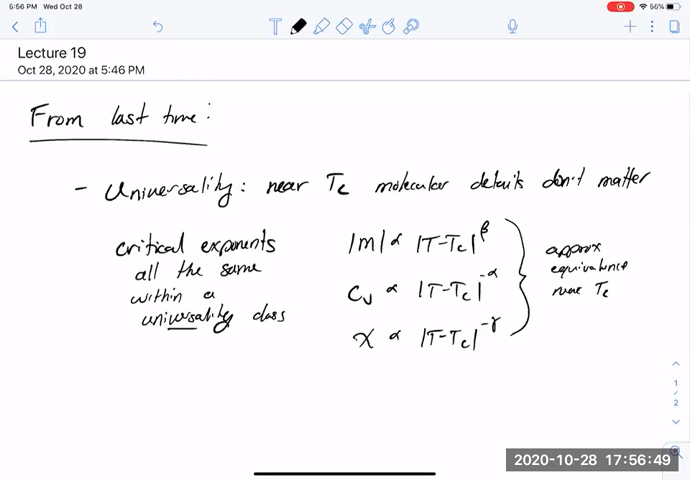 5:56 PM Wed Oct 28
56%
Lecture 19
Oct 28, 2020 at 5:46 PM
From last time:
- Universality: near Tc molecular details don't matter
critical exponents
all the same
within a
universality class
|m| ∝ |T-Tc|^β
Cv ∝ |T-Tc|^-α
χ ∝ |T-Tc|^-γ
approx
equivalence
near Tc
1
/
2
2020-10-28 17:56:49